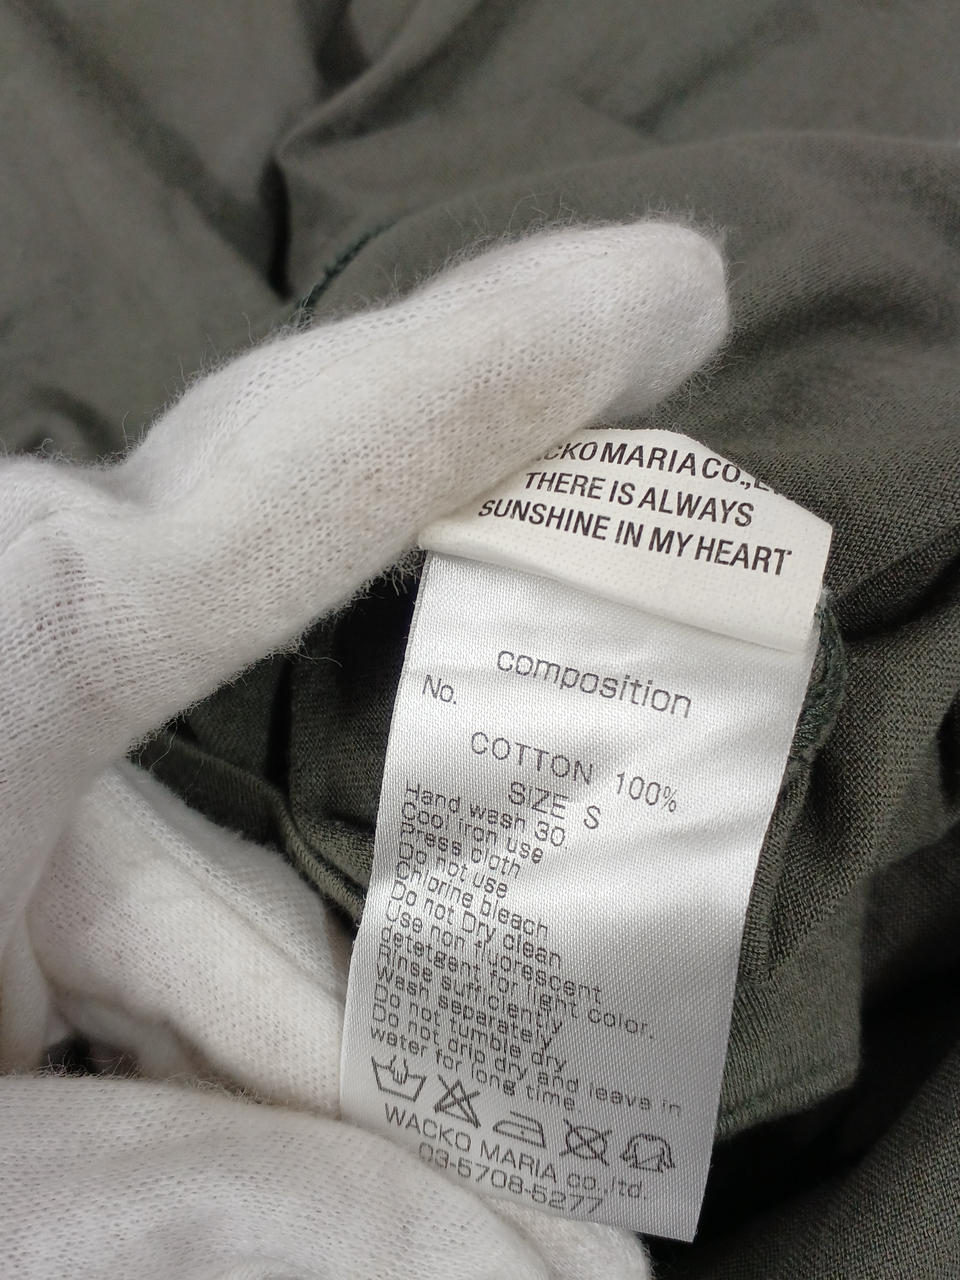 MARIA CO.,
THERE IS ALWAYS
SUNSHINE IN MY HEART
composition
No.
COTTON 100%
SIZE S
Hand wash 30
Cool iron use
Press cloth
Do not use
Chlorine bleach
Do not Dry clean
Use non fluorescent
detetgent for light color.
Rinse sufficiently
Wash separately
Do not tumble dry
Do not drip dry and leave in
water for long time.
WACKO MARIA co.,ltd.
03-5708-5277